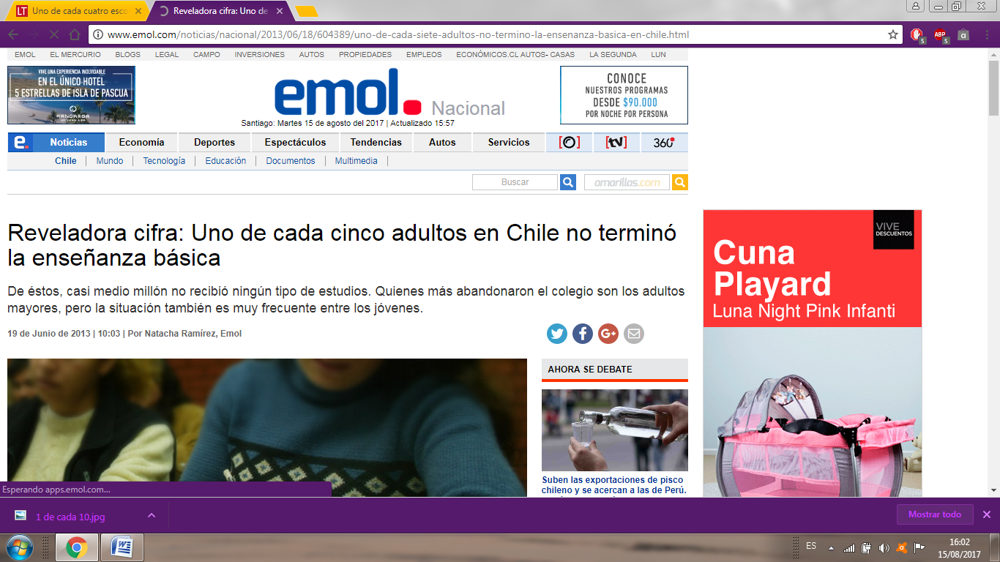 LT Uno de cada cuatro esco
Reveladora cifra: Uno de
www.emol.com/noticias/nacional/2013/06/18/604389/uno-de-cada-siete-adultos-no-termino-la-ensenanza-basica-en-chile.html
5
ABP
5
a
EMOL EL MERCURIO BLOGS LEGAL CAMPO INVERSIONES AUTOS PROPIEDADES EMPLEOS ECONÓMICOS.CL AUTOS- CASAS LA SEGUNDA LUN
VIVE UNA EXPERIENCIA INOLVIDABLE
EN EL ÚNICO HOTEL
5 ESTRELLAS DE ISLA DE PASCUA
HANGAROA
emol. Nacional
Santiago: Martes 15 de agosto del 2017 | Actualizado 15:57
CONOCE
NUESTROS PROGRAMAS
DESDE $90.000
POR NOCHE POR PERSONA
e. Noticias Economía Deportes Espectáculos Tendencias Autos Servicios [O] [tv] 360
Chile | Mundo | Tecnología | Educación | Documentos | Multimedia |
Buscar amarillas.com
Reveladora cifra: Uno de cada cinco adultos en Chile no terminó
la enseñanza básica
De éstos, casi medio millón no recibió ningún tipo de estudios. Quienes más abandonaron el colegio son los adultos
mayores, pero la situación también es muy frecuente entre los jóvenes.
19 de Junio de 2013 | 10:03 | Por Natacha Ramírez, Emol
AHORA SE DEBATE
Suben las exportaciones de pisco
chileno y se acercan a las de Perú.
VIVE
DESCUENTOS
Cuna
Playard
Luna Night Pink Infanti
Esperando apps.emol.com...
1 de cada 10.jpg
Mostrar todo
ES
16:02
15/08/2017